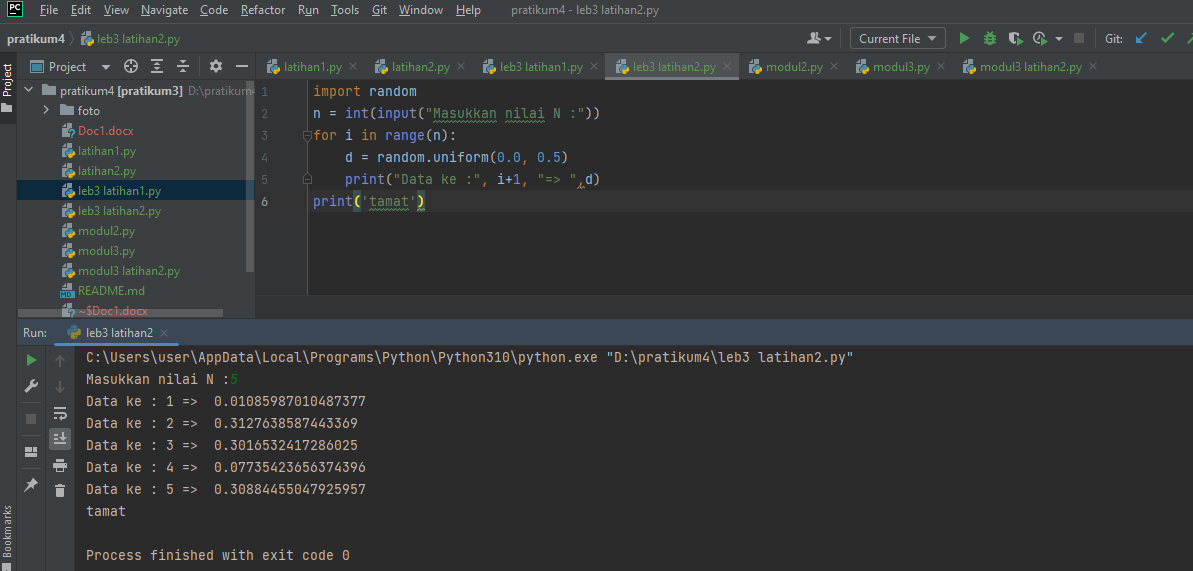 PC File Edit View Navigate Code Refactor Run Tools Git Window Help pratikum4 - leb3 latihan2.py
pratikum4 leb3 latihan2.py Current File Git:
Project latihan1.py latihan2.py leb3 latihan1.py leb3 latihan2.py modul2.py modul3.py modul3 latihan2.py
Project
pratikum4 [pratikum3] D:\pratikum4
foto
Doc1.docx
latihan1.py
latihan2.py
leb3 latihan1.py
leb3 latihan2.py
modul2.py
modul3.py
modul3 latihan2.py
README.md
~$Doc1.docx
1 import random
2 n = int(input("Masukkan nilai N :"))
3 for i in range(n):
4 d = random.uniform(0.0, 0.5)
5 print("Data ke :", i+1, "=> ",d)
6 print('tamat')
Run: leb3 latihan2
C:\Users\user\AppData\Local\Programs\Python\Python310\python.exe "D:\pratikum4\leb3 latihan2.py"
Masukkan nilai N :5
Data ke : 1 =>  0.01085987010487377
Data ke : 2 =>  0.3127638587443369
Data ke : 3 =>  0.3016532417286025
Data ke : 4 =>  0.07735423656374396
Data ke : 5 =>  0.30884455047925957
tamat
Process finished with exit code 0
Bookmarks